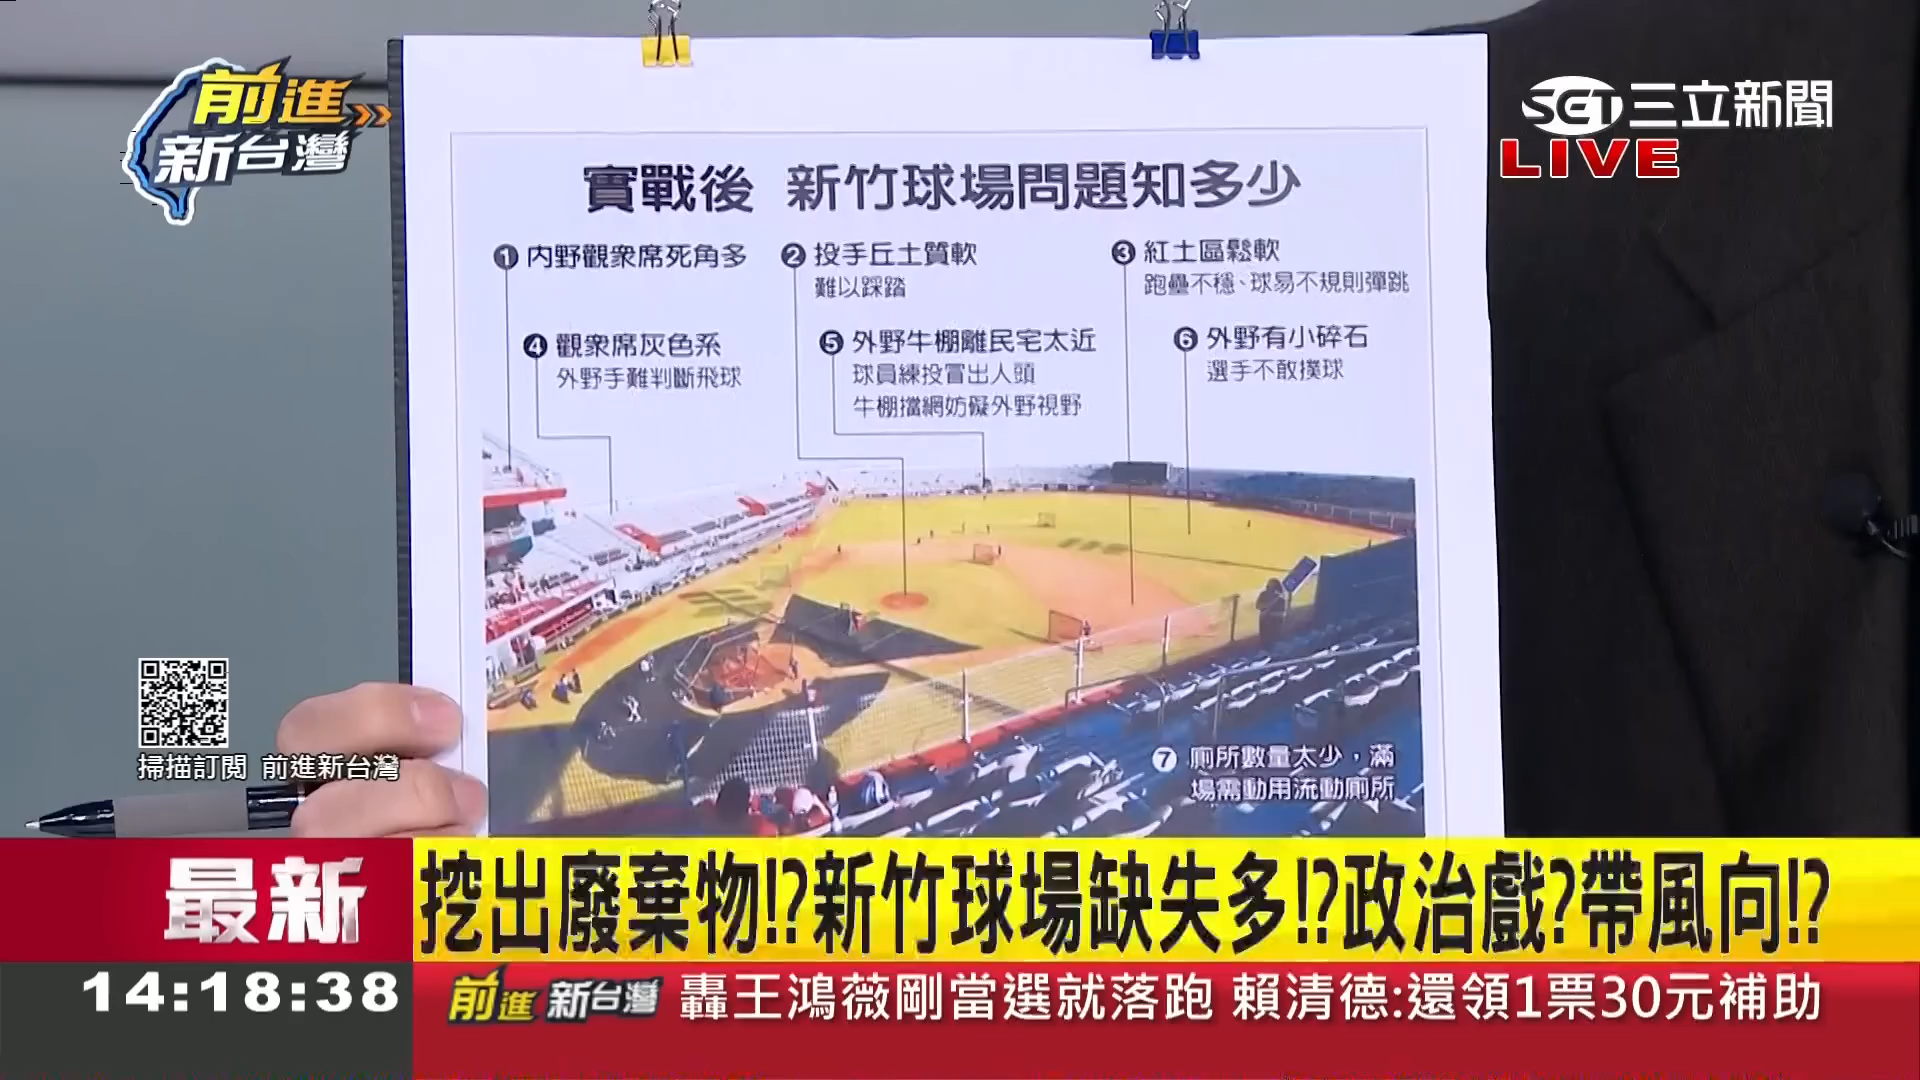 前進
新台灣
SET三立新聞
LIVE
實戰後 新竹球場問題知多少
1 內野觀眾席死角多
2 投手丘土質軟
難以踩踏
3 紅土區鬆軟
跑壘不穩、球易不規則彈跳
4 觀眾席灰色系
外野手難判斷飛球
5 外野牛棚離民宅太近
球員練投冒出人頭
牛棚擋網妨礙外野視野
6 外野有小碎石
選手不敢撲球
7 廁所數量太少，滿
場需動用流動廁所
掃描訂閱 前進新台灣
最新
挖出廢棄物!?新竹球場缺失多!?政治戲?帶風向!?
14:18:38
前進新台灣 轟王鴻薇剛當選就落跑 賴清德:還領1票30元補助